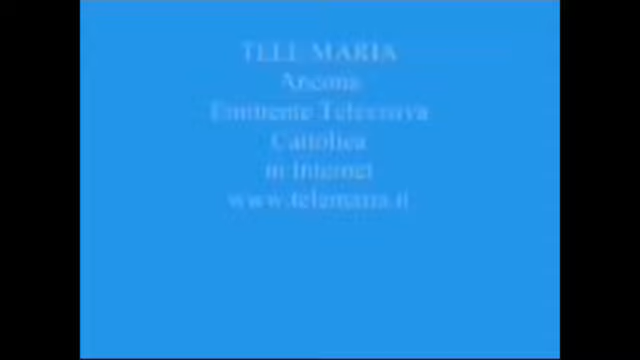 TELE MARIA
Ancona
Emittente Televisiva
Cattolica
in Internet
www.telemaria.it